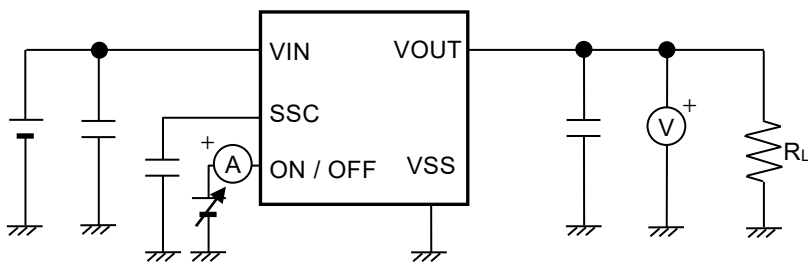 VIN
VOUT
SSC
+
A
ON / OFF
VSS
+
V
RL